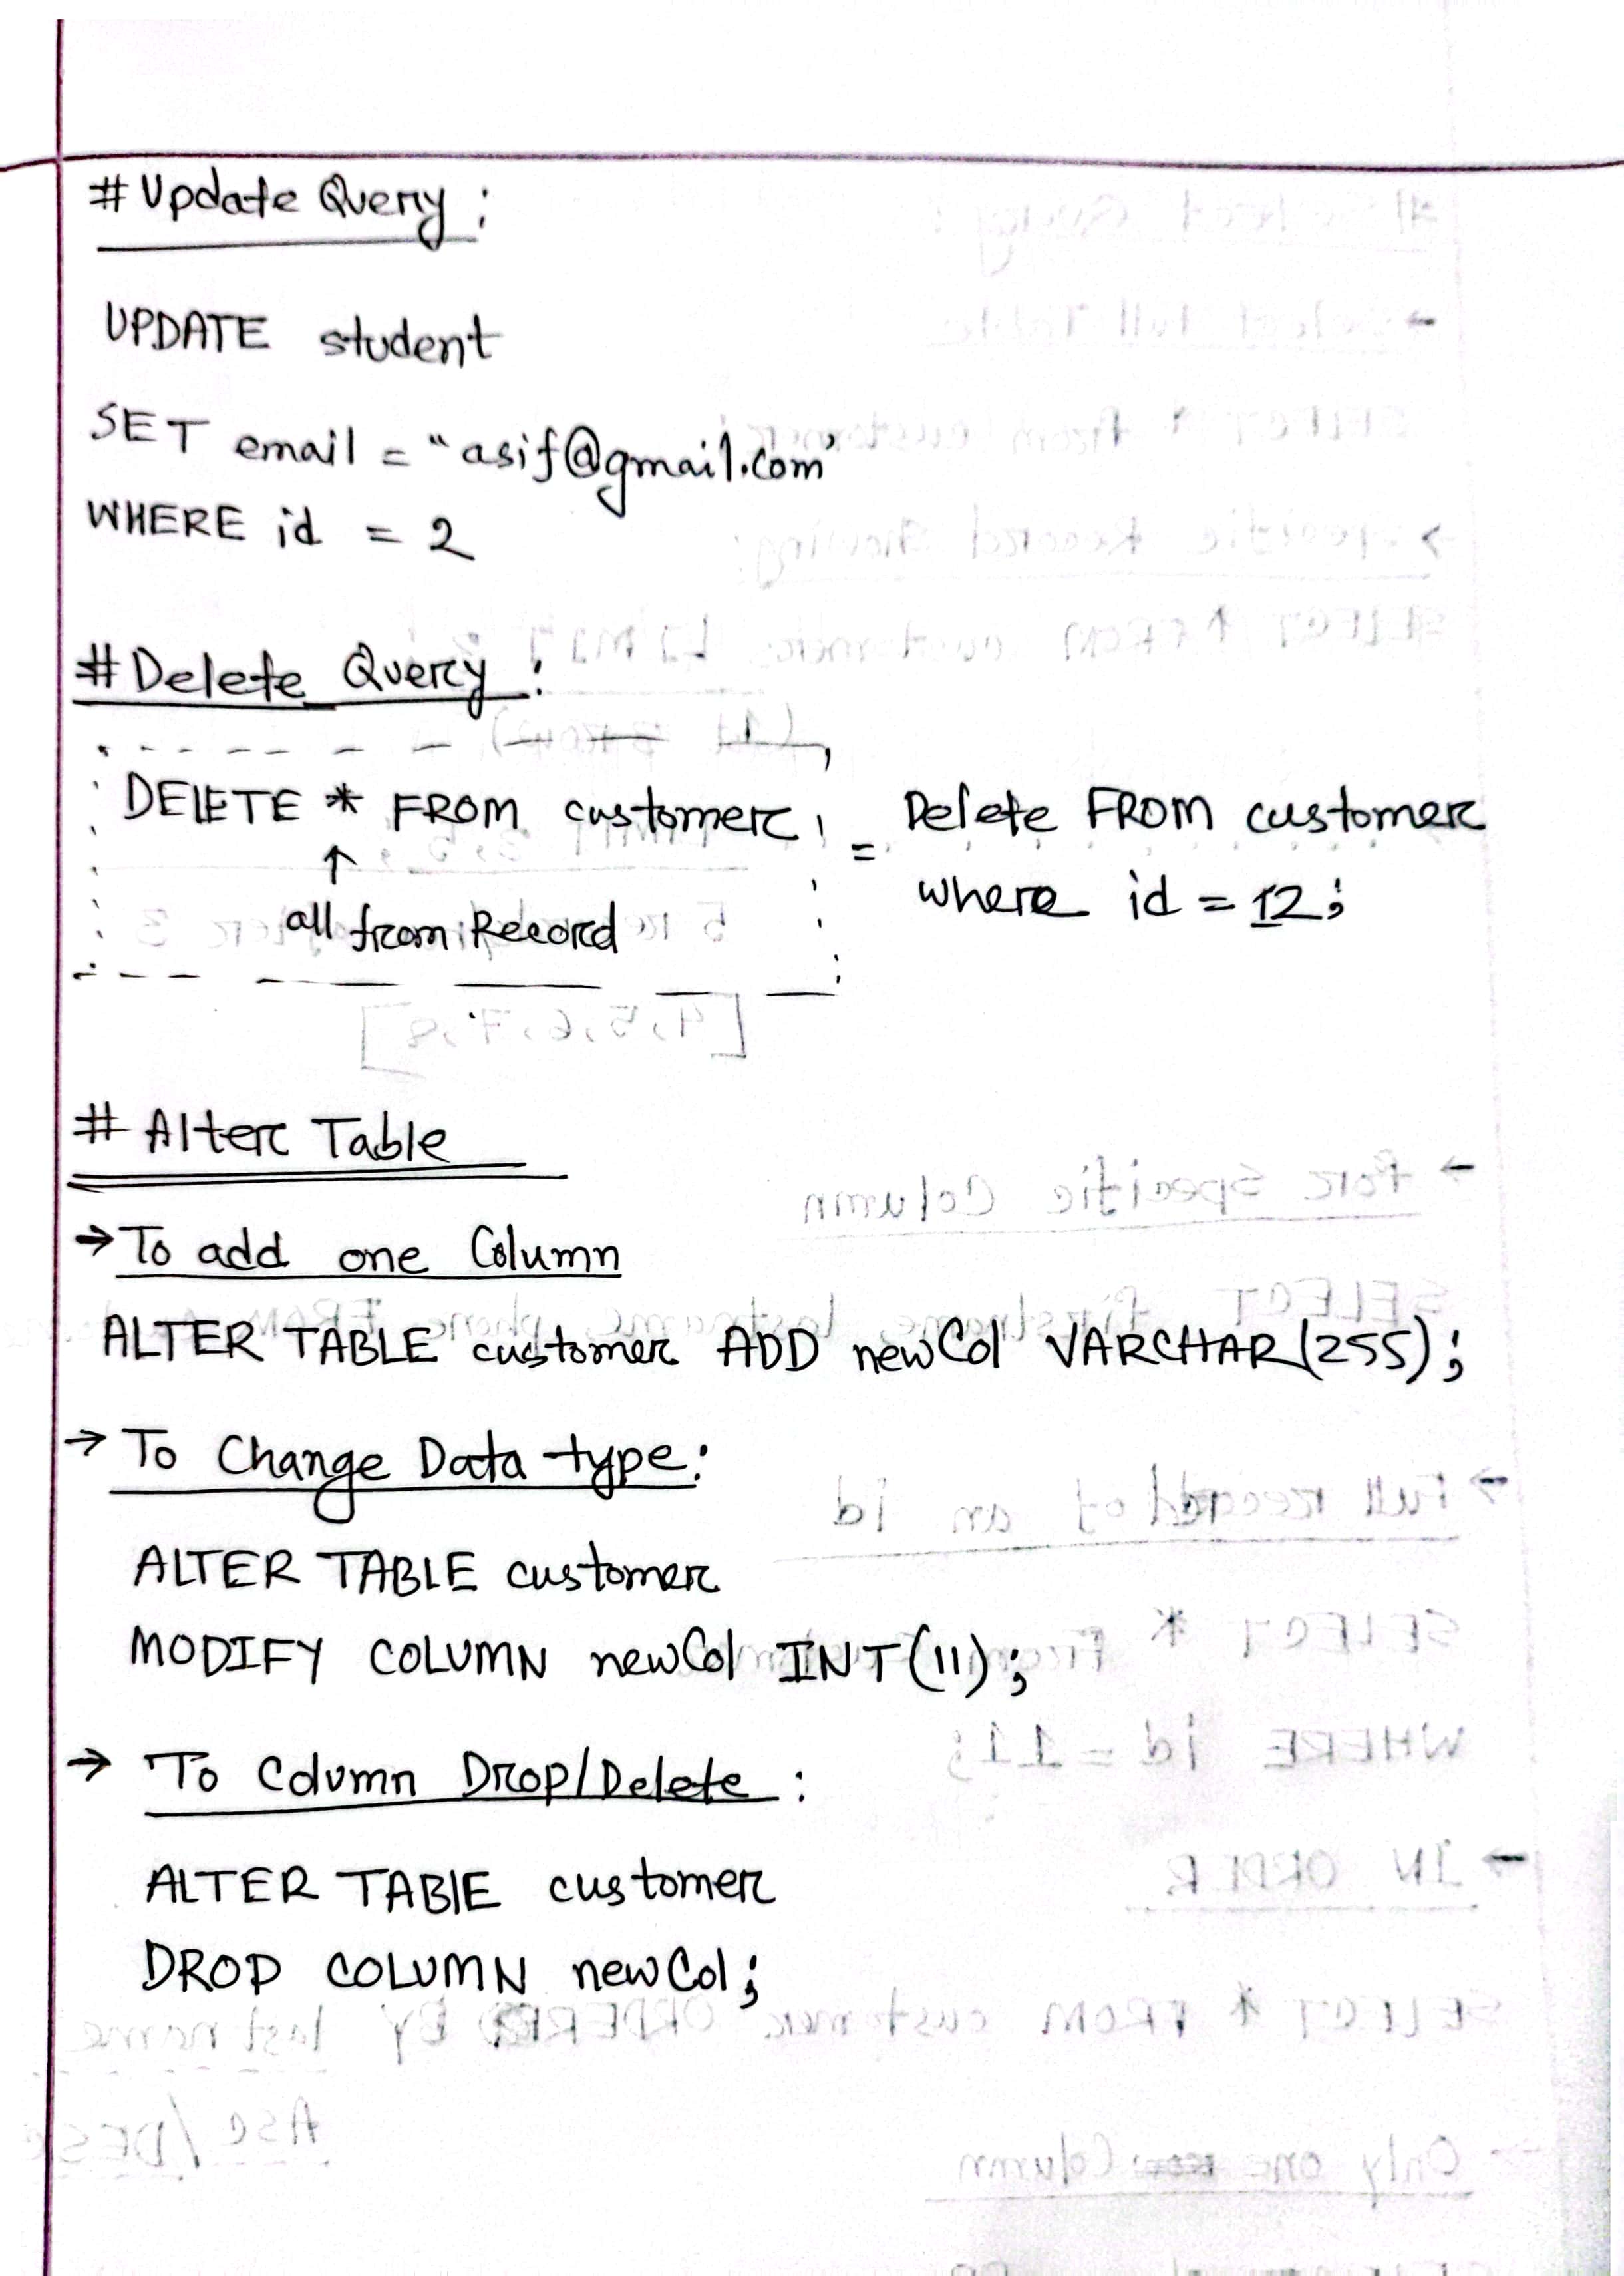 # Update Query :
UPDATE student
SET email = "asif@gmail.com"
WHERE id = 2
# Delete Query :
DELETE * FROM customer
↑
all from Record
= Delete FROM customer
where id = 12;
# Alter Table
→ To add one Column
ALTER TABLE customer ADD newCol VARCHAR(255);
→ To Change Data type:
ALTER TABLE customer
MODIFY COLUMN newCol INT(11);
→ To Column Drop/Delete :
ALTER TABLE customer
DROP COLUMN newCol;